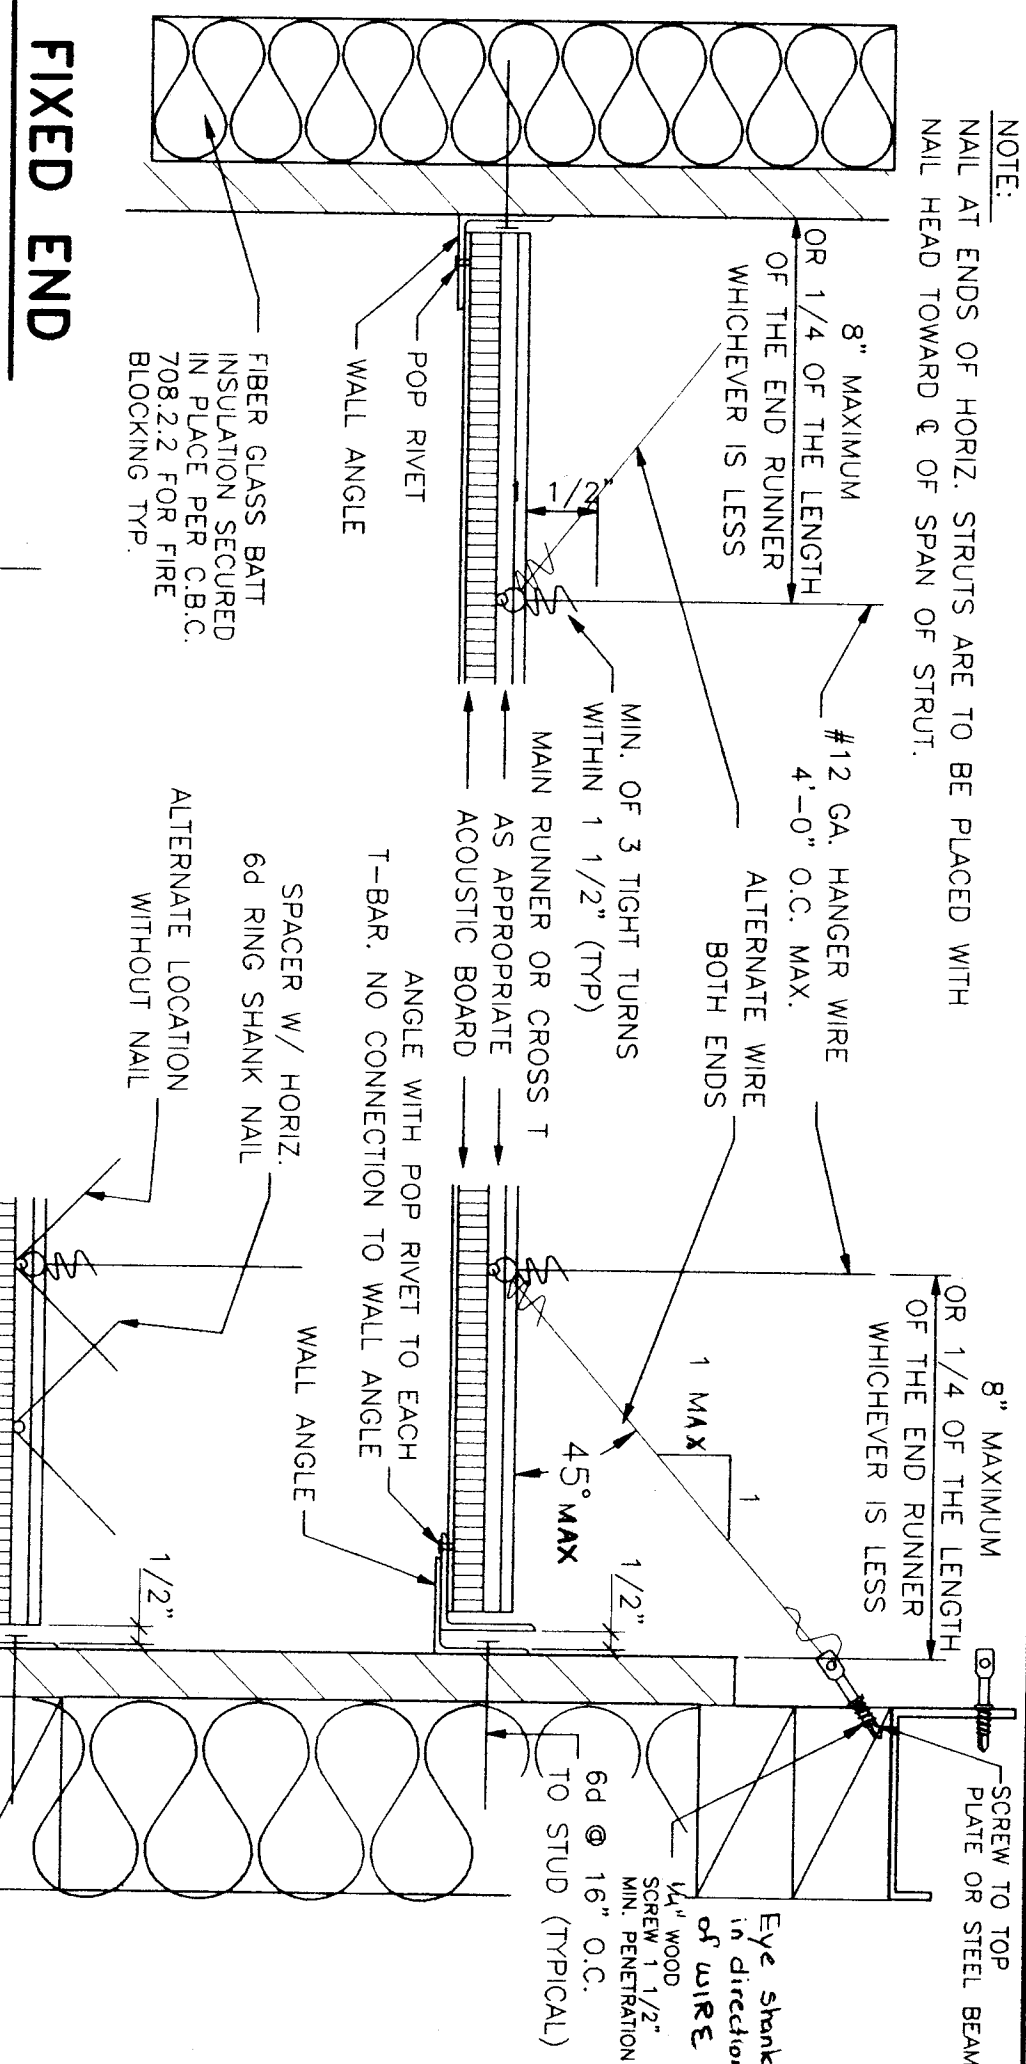 NOTE:
NAIL AT ENDS OF HORIZ. STRUTS ARE TO BE PLACED WITH
NAIL HEAD TOWARD ℄ OF SPAN OF STRUT.
8" MAXIMUM
OR 1/4 OF THE LENGTH
OF THE END RUNNER
WHICHEVER IS LESS
#12 GA. HANGER WIRE
4'-0" O.C. MAX.
ALTERNATE WIRE
BOTH ENDS
8" MAXIMUM
OR 1/4 OF THE LENGTH
OF THE END RUNNER
WHICHEVER IS LESS
SCREW TO TOP
PLATE OR STEEL BEAM
1/2"
MIN. OF 3 TIGHT TURNS
WITHIN 1 1/2" (TYP)
MAIN RUNNER OR CROSS T
AS APPROPRIATE
ACOUSTIC BOARD
1 MAX
1
45° MAX
1/2"
Eye shank
in direction
of WIRE
1/4" WOOD
SCREW 1 1/2"
MIN. PENETRATION
6d @ 16" O.C.
TO STUD (TYPICAL)
POP RIVET
WALL ANGLE
ANGLE WITH POP RIVET TO EACH
T-BAR. NO CONNECTION TO WALL ANGLE
WALL ANGLE
FIBER GLASS BATT
INSULATION SECURED
IN PLACE PER C.B.C.
708.2.2 FOR FIRE
BLOCKING TYP.
SPACER W/ HORIZ.
6d RING SHANK NAIL
ALTERNATE LOCATION
WITHOUT NAIL
1/2"
FIXED END